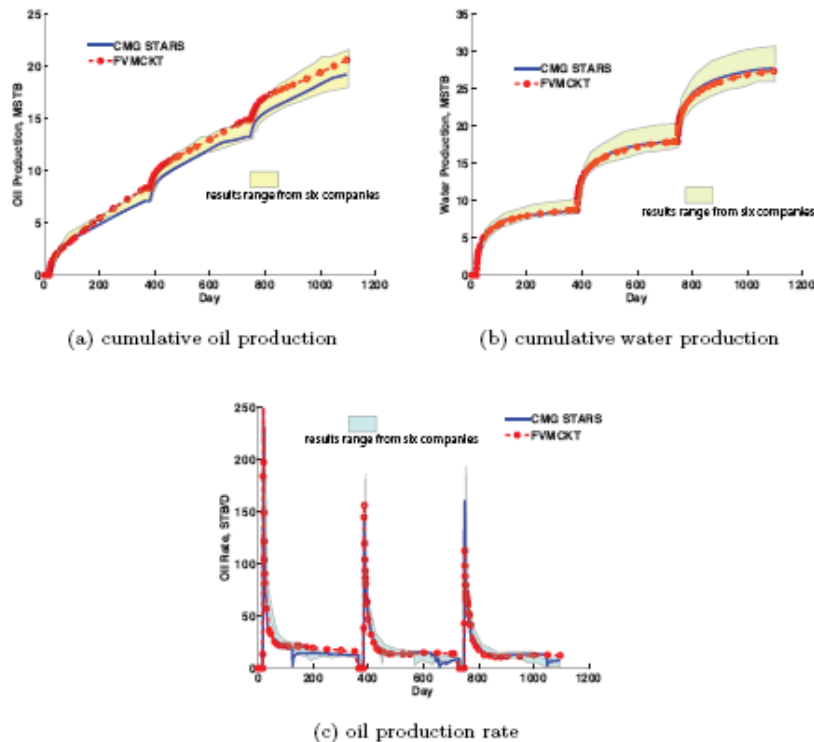 CMG STARS
FVMCKT
Oil Production, MSTB
20
15
10
5
0
results range from six companies
0 200 400 600 800 1000 1200
Day
(a) cumulative oil production
CMG STARS
FVMCKT
Water Production, MSTB
35
30
25
20
15
10
5
0
results range from six companies
0 200 400 600 800 1000 1200
Day
(b) cumulative water production
results range from six companies
CMG STARS
FVMCKT
Oil Rate, STB/D
250
200
150
100
50
0
0 200 400 600 800 1000 1200
Day
(c) oil production rate